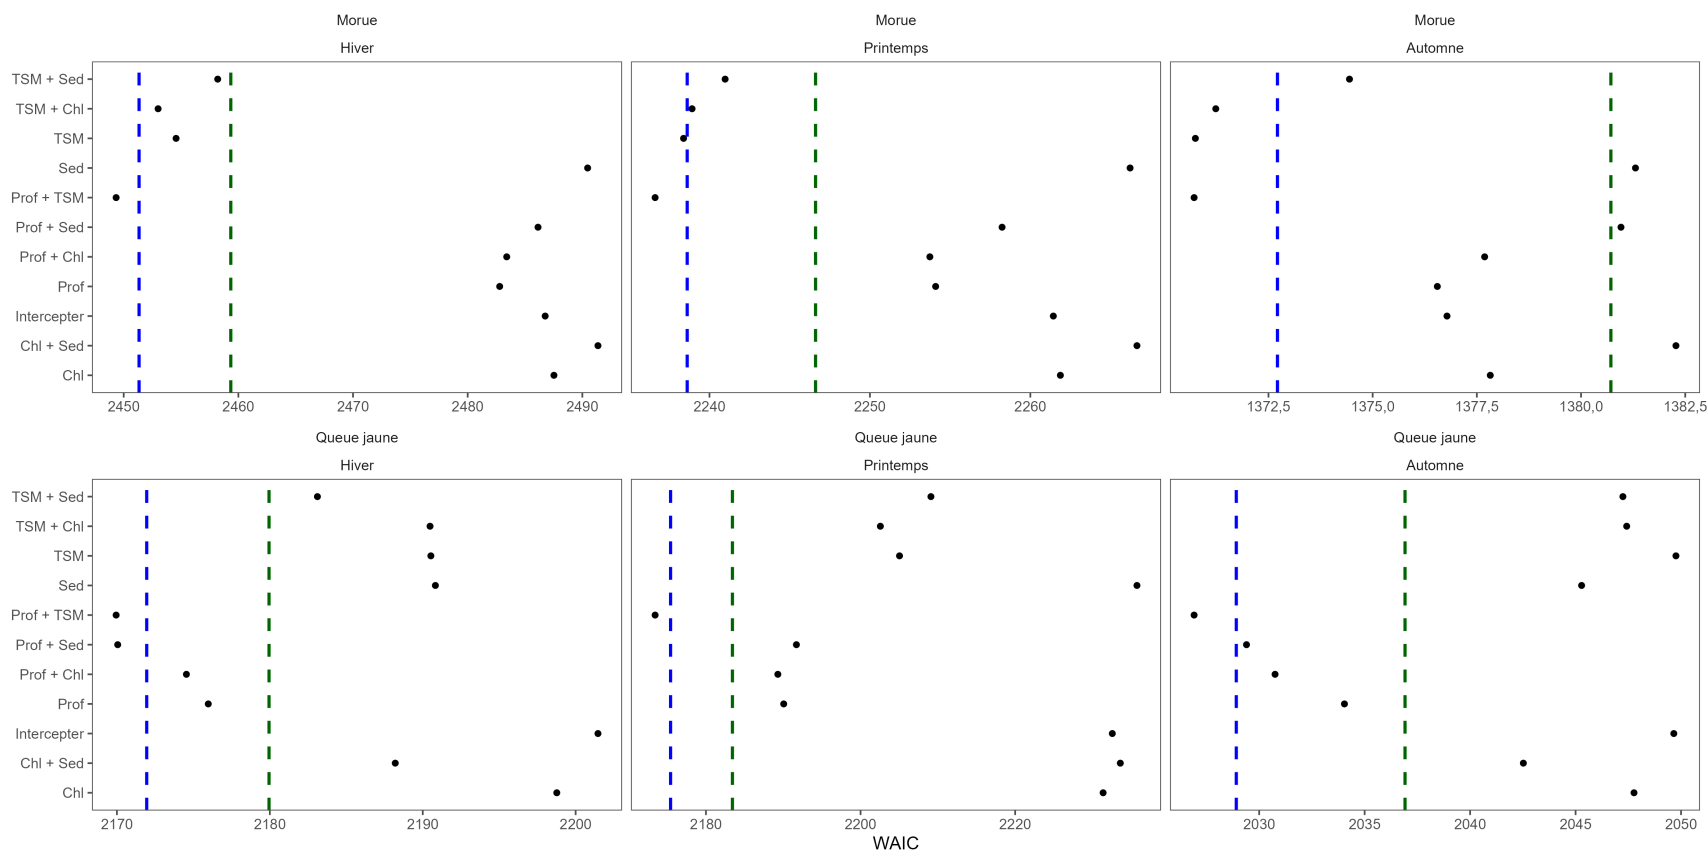 Morue Morue Morue
Hiver Printemps Automne
TSM + Sed
TSM + Chl
TSM
Sed
Prof + TSM
Prof + Sed
Prof + Chl
Prof
Intercepter
Chl + Sed
Chl
2450 2460 2470 2480 2490 2240 2250 2260 1372,5 1375,0 1377,5 1380,0 1382,5
Queue jaune Queue jaune Queue jaune
Hiver Printemps Automne
TSM + Sed
TSM + Chl
TSM
Sed
Prof + TSM
Prof + Sed
Prof + Chl
Prof
Intercepter
Chl + Sed
Chl
2170 2180 2190 2200 2180 2200 2220 2030 2035 2040 2045 2050
WAIC